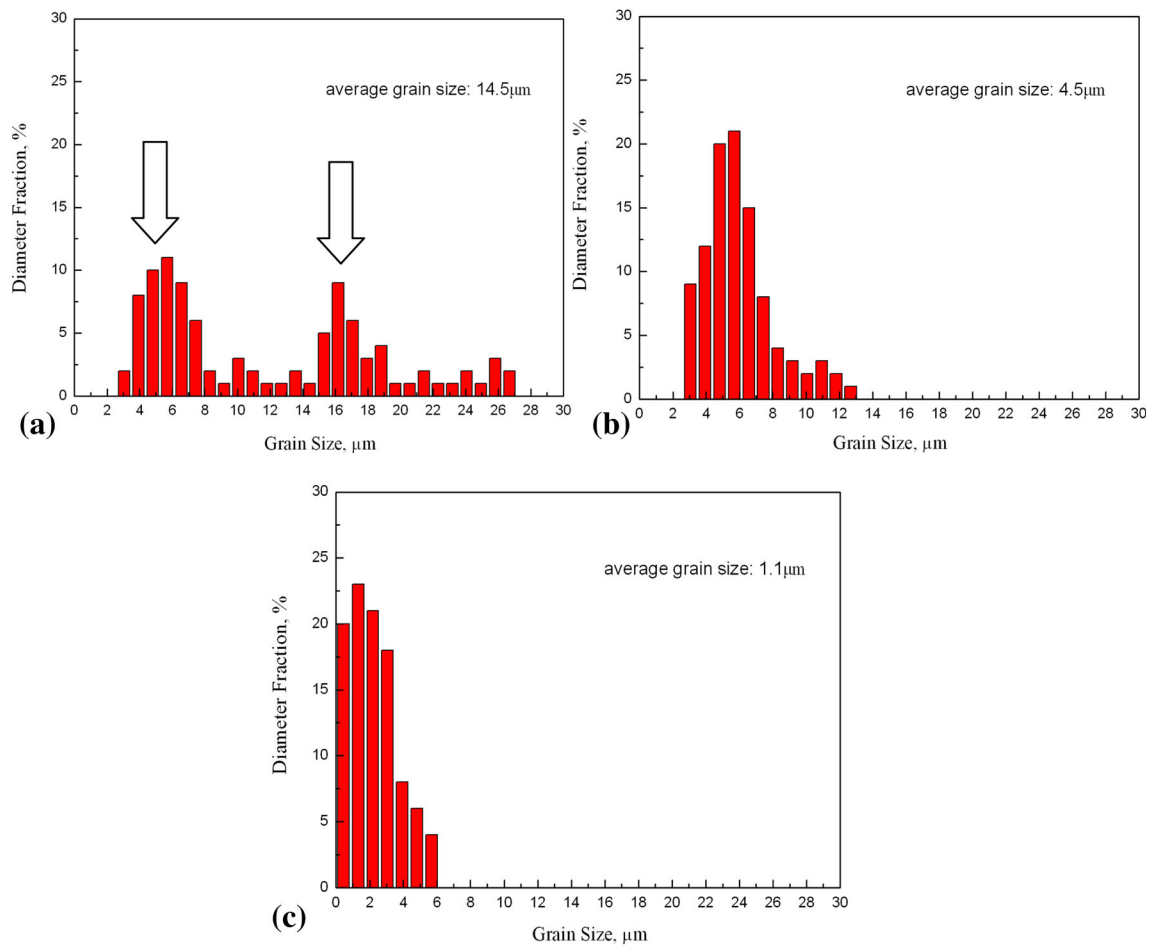 30
25
20
15
10
5
0
Diameter Fraction, %
average grain size: 14.5μm
0 2 4 6 8 10 12 14 16 18 20 22 24 26 28 30
(a)
Grain Size, μm
30
25
20
15
10
5
0
Diameter Fraction, %
average grain size: 4.5μm
0 2 4 6 8 10 12 14 16 18 20 22 24 26 28 30
(b)
Grain Size, μm
30
25
20
15
10
5
0
Diameter Fraction, %
average grain size: 1.1μm
0 2 4 6 8 10 12 14 16 18 20 22 24 26 28 30
(c)
Grain Size, μm